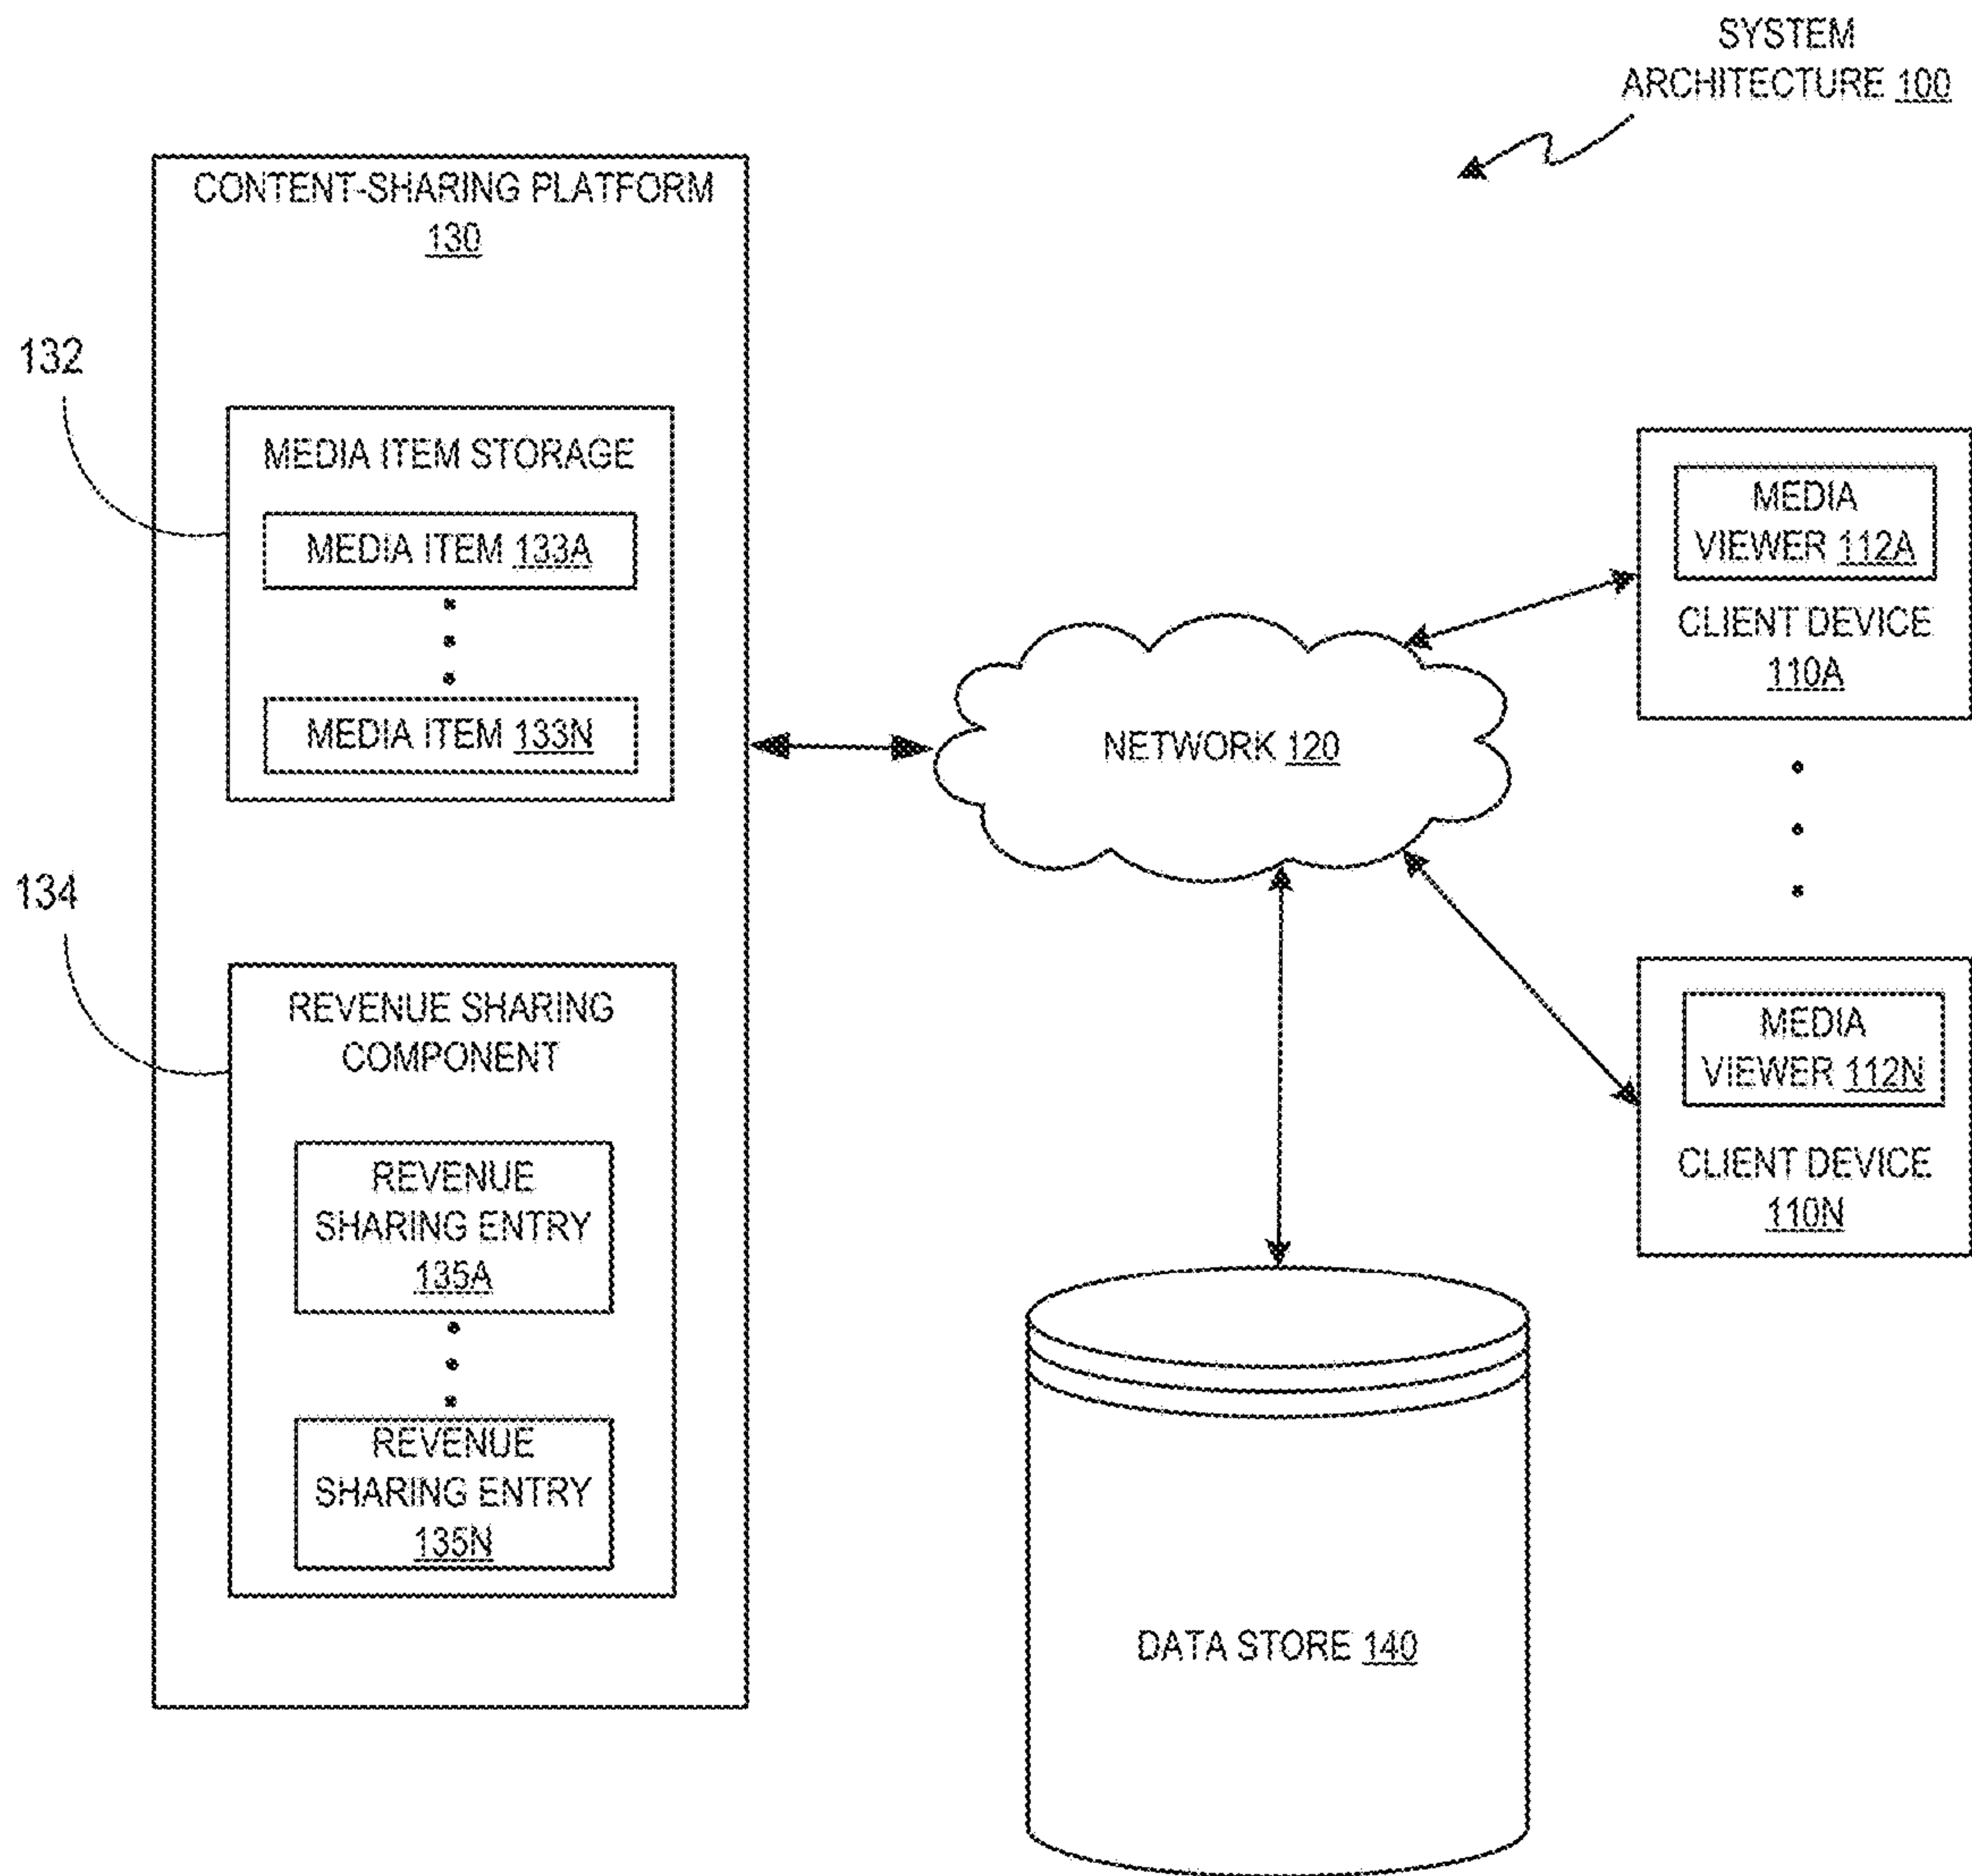 SYSTEM
ARCHITECTURE 100
CONTENT-SHARING PLATFORM
130
132
MEDIA ITEM STORAGE
MEDIA ITEM 133A
MEDIA ITEM 133N
134
REVENUE SHARING
COMPONENT
REVENUE
SHARING ENTRY
135A
REVENUE
SHARING ENTRY
135N
NETWORK 120
MEDIA
VIEWER 112A
CLIENT DEVICE
110A
MEDIA
VIEWER 112N
CLIENT DEVICE
110N
DATA STORE 140